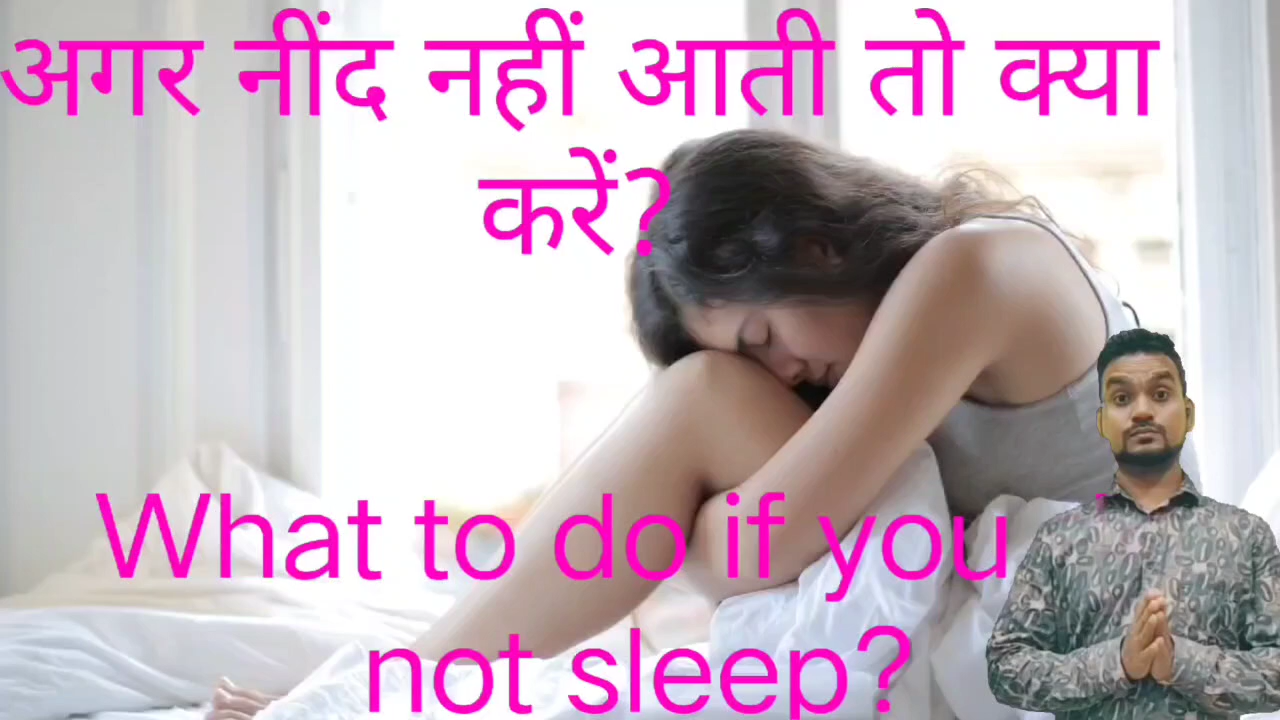 अगर नींद नहीं आती तो क्या
करें?
What to do if you
not sleep?